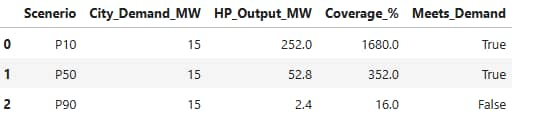 Scenerio City_Demand_MW HP_Output_MW Coverage_% Meets_Demand
0 P10 15 252.0 1680.0 True
1 P50 15 52.8 352.0 True
2 P90 15 2.4 16.0 False